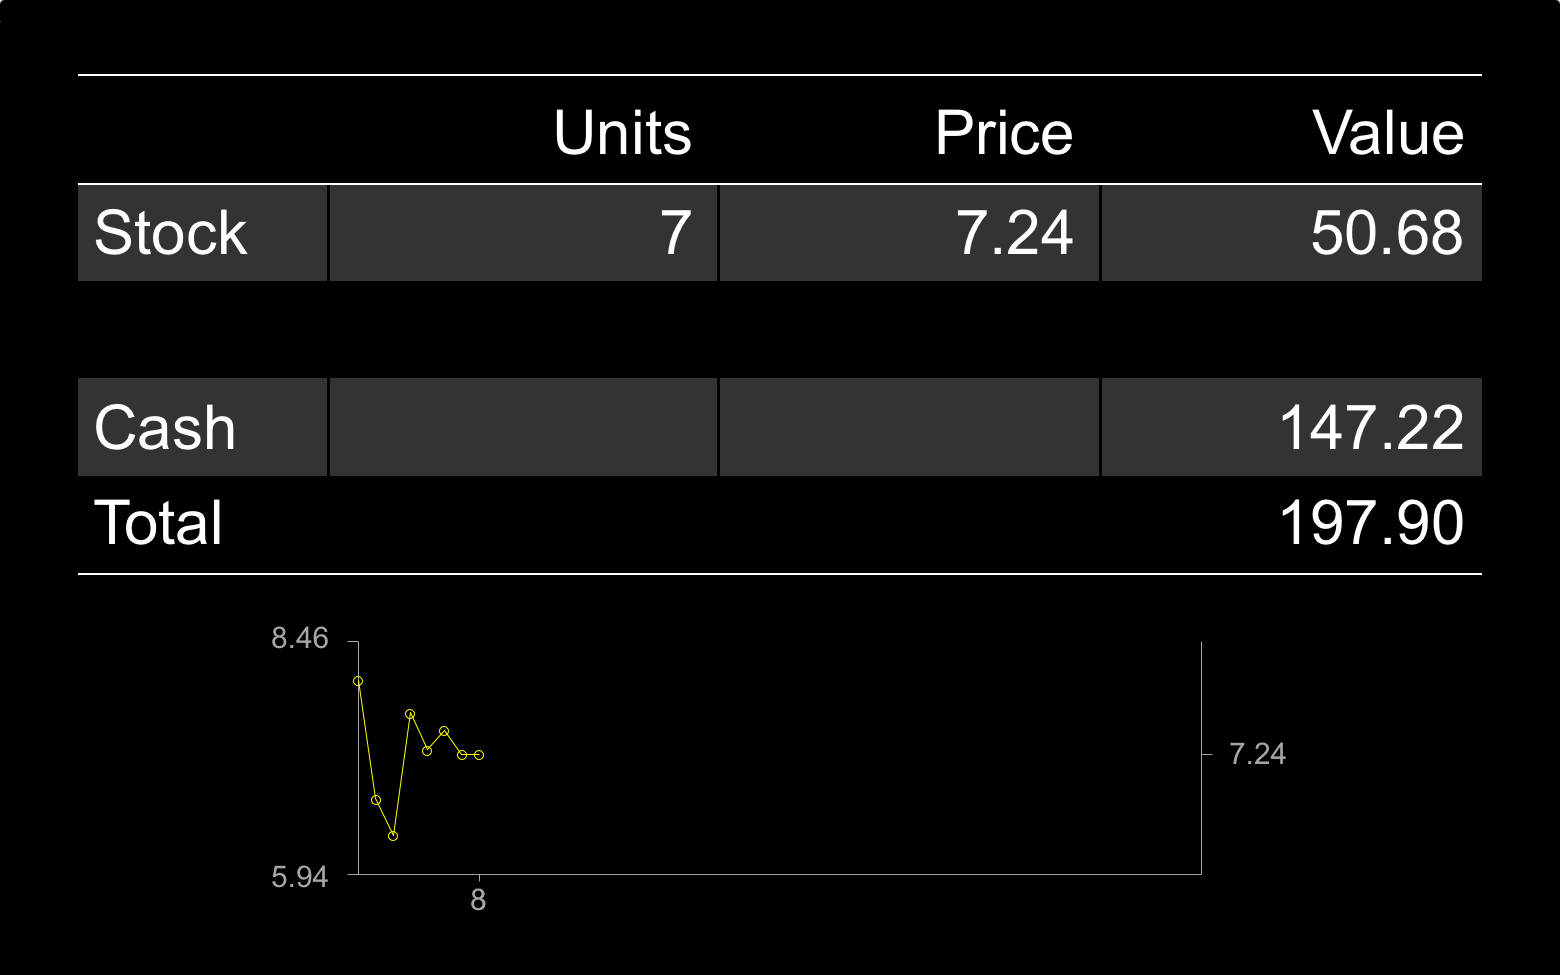 Units Price Value
Stock 7 7.24 50.68
Cash 147.22
Total 197.90
8.46
7.24
5.94
8